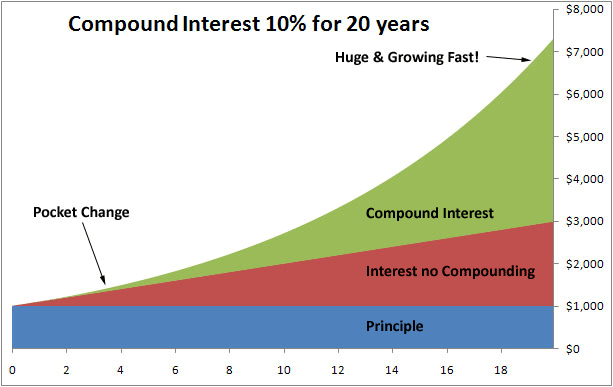 Compound Interest 10% for 20 years
$8,000
Huge & Growing Fast!
$7,000
$6,000
$5,000
$4,000
Pocket Change
Compound Interest
$3,000
Interest no Compounding
$2,000
$1,000
Principle
$0
0 2 4 6 8 10 12 14 16 18